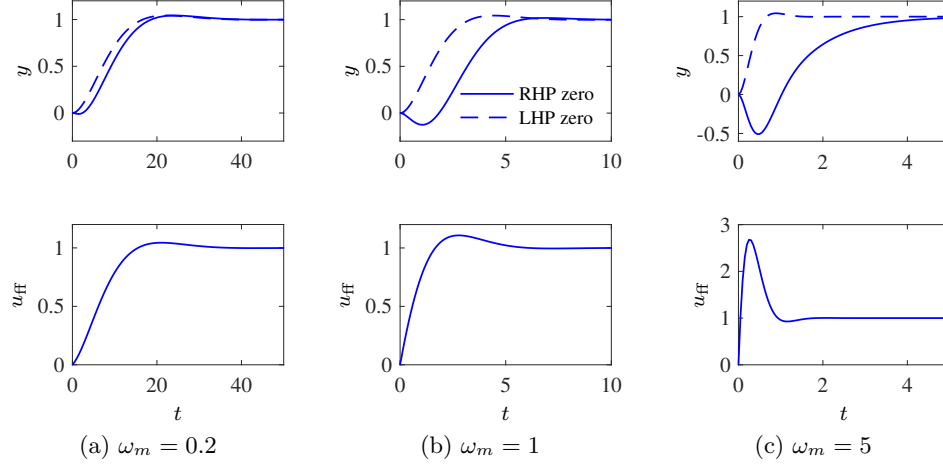 1
0.5
0
y
0 20 40
1
0.5
0
y
RHP zero
LHP zero
0 5 10
1
0.5
0
-0.5
y
0 2 4
1
0.5
0
u_ff
0 20 40
t
(a) ω_m = 0.2
1
0.5
0
u_ff
0 5 10
t
(b) ω_m = 1
3
2
1
0
u_ff
0 2 4
t
(c) ω_m = 5